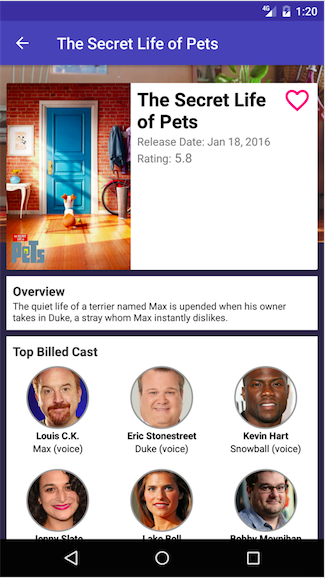 4G 1:20
The Secret Life of Pets
The Secret Life
of Pets
Release Date: Jan 18, 2016
Rating: 5.8
PETS
Overview
The quiet life of a terrier named Max is upended when his owner
takes in Duke, a stray whom Max instantly dislikes.
Top Billed Cast
Louis C.K. Eric Stonestreet Kevin Hart
Max (voice) Duke (voice) Snowball (voice)
Jenny Slate Lake Bell Bobby Moynihan